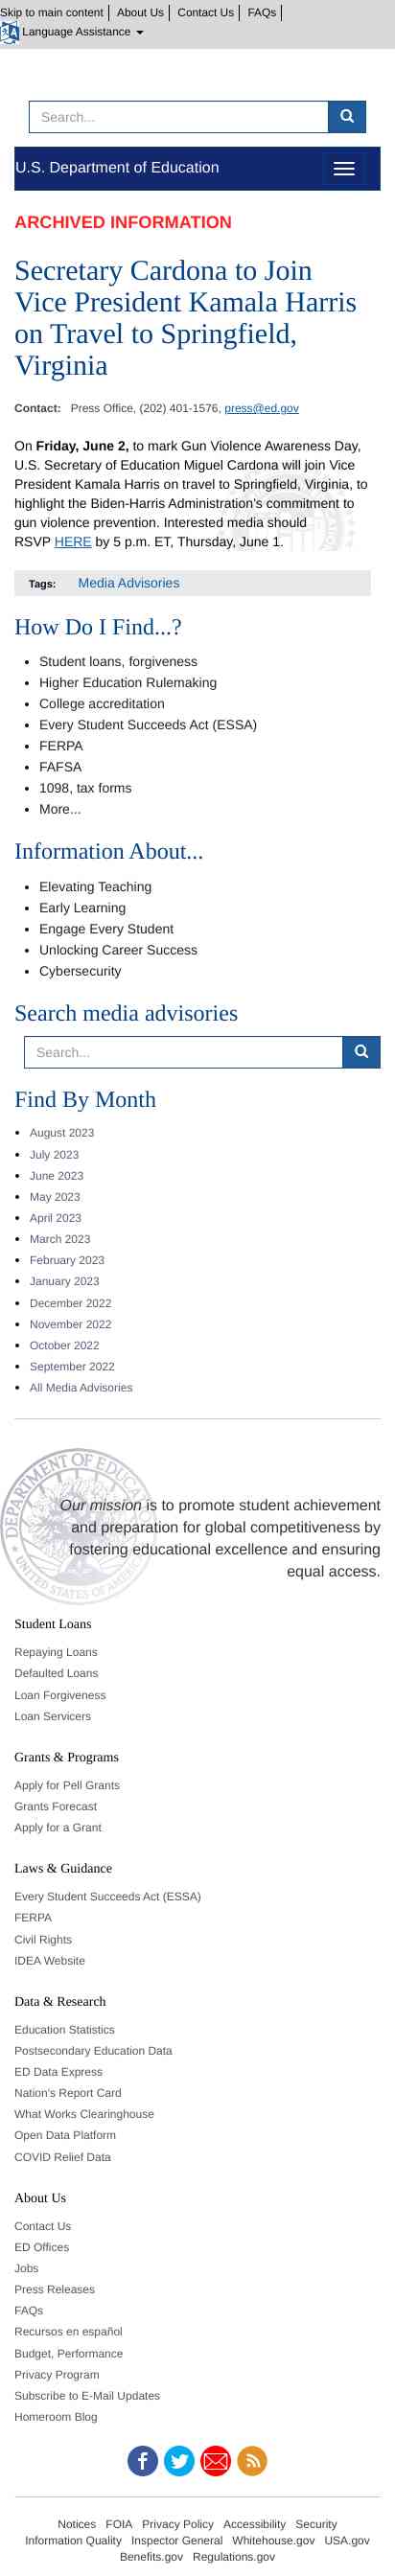 Skip to main content
About Us
Contact Us
FAQs
Language Assistance
Search...
U.S. Department of Education
ARCHIVED INFORMATION
Secretary Cardona to Join
Vice President Kamala Harris
on Travel to Springfield,
Virginia
Contact: Press Office, (202) 401-1576, press@ed.gov
On Friday, June 2, to mark Gun Violence Awareness Day,
U.S. Secretary of Education Miguel Cardona will join Vice
President Kamala Harris on travel to Springfield, Virginia, to
highlight the Biden-Harris Administration's commitment to
gun violence prevention. Interested media should
RSVP HERE by 5 p.m. ET, Thursday, June 1.
Tags: Media Advisories
How Do I Find...?
Student loans, forgiveness
Higher Education Rulemaking
College accreditation
Every Student Succeeds Act (ESSA)
FERPA
FAFSA
1098, tax forms
More...
Information About...
Elevating Teaching
Early Learning
Engage Every Student
Unlocking Career Success
Cybersecurity
Search media advisories
Search...
Find By Month
August 2023
July 2023
June 2023
May 2023
April 2023
March 2023
February 2023
January 2023
December 2022
November 2022
October 2022
September 2022
All Media Advisories
DEPARTMENT OF EDUCATION
UNITED STATES OF AMERICA
Our mission is to promote student achievement
and preparation for global competitiveness by
fostering educational excellence and ensuring
equal access.
Student Loans
Repaying Loans
Defaulted Loans
Loan Forgiveness
Loan Servicers
Grants & Programs
Apply for Pell Grants
Grants Forecast
Apply for a Grant
Laws & Guidance
Every Student Succeeds Act (ESSA)
FERPA
Civil Rights
IDEA Website
Data & Research
Education Statistics
Postsecondary Education Data
ED Data Express
Nation's Report Card
What Works Clearinghouse
Open Data Platform
COVID Relief Data
About Us
Contact Us
ED Offices
Jobs
Press Releases
FAQs
Recursos en español
Budget, Performance
Privacy Program
Subscribe to E-Mail Updates
Homeroom Blog
Notices FOIA Privacy Policy Accessibility Security
Information Quality Inspector General Whitehouse.gov USA.gov
Benefits.gov Regulations.gov